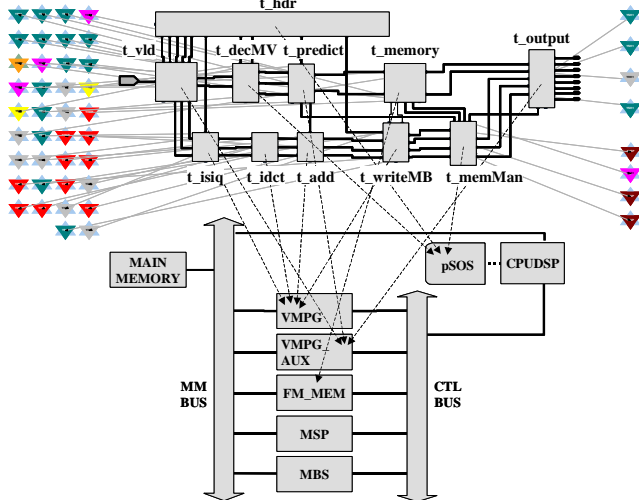 t_hdr
t_vld
t_decMV
t_predict
t_memory
t_output
t_isiq
t_idct
t_add
t_writeMB
t_memMan
MAIN
MEMORY
pSOS
CPUDSP
VMPG
VMPG_
AUX
MM
BUS
FM_MEM
CTL
BUS
MSP
MBS